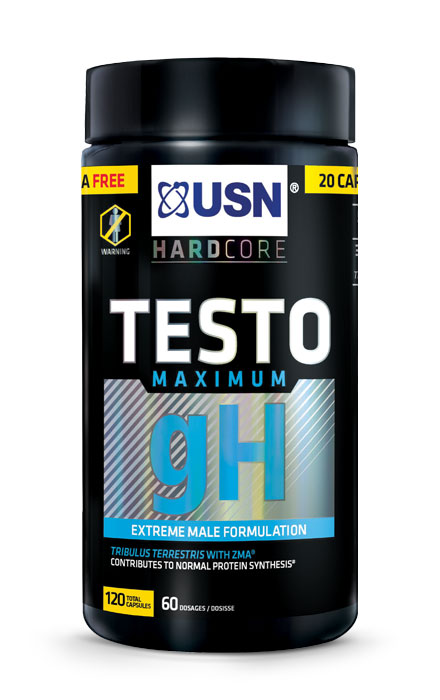 A FREE
20 CAP
USN®
HARDCORE
WARNING
TESTO
MAXIMUM
gH
EXTREME MALE FORMULATION
TRIBULUS TERRESTRIS WITH ZMA®
CONTRIBUTES TO NORMAL PROTEIN SYNTHESIS®
120 TOTAL CAPSULES
60 DOSAGES / DOSISSE